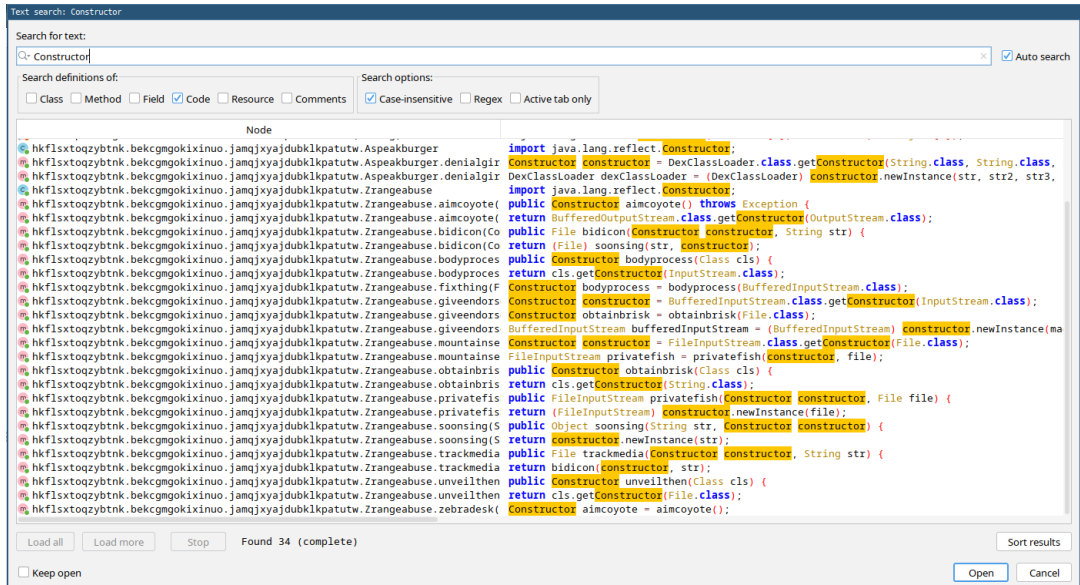 Text search: Constructor
Search for text:
Constructor
Auto search
Search definitions of:
Search options:
Class Method Field Code Resource Comments
Case-insensitive Regex Active tab only
Node
hkflsxtoqzybtnk.bekcgmgokixinuo.jamqjxyajdubklkpatutw.Aspeakburger import java.lang.reflect.Constructor;
hkflsxtoqzybtnk.bekcgmgokixinuo.jamqjxyajdubklkpatutw.Aspeakburger.denialgir Constructor constructor = DexClassLoader.class.getConstructor(String.class, String.class,
hkflsxtoqzybtnk.bekcgmgokixinuo.jamqjxyajdubklkpatutw.Aspeakburger.denialgir DexClassLoader dexClassLoader = (DexClassLoader) constructor.newInstance(str, str2, str3,
hkflsxtoqzybtnk.bekcgmgokixinuo.jamqjxyajdubklkpatutw.Zrangeabuse import java.lang.reflect.Constructor;
hkflsxtoqzybtnk.bekcgmgokixinuo.jamqjxyajdubklkpatutw.Zrangeabuse.aimcoyote( public Constructor aimcoyote() throws Exception {
hkflsxtoqzybtnk.bekcgmgokixinuo.jamqjxyajdubklkpatutw.Zrangeabuse.aimcoyote( return BufferedOutputStream.class.getConstructor(OutputStream.class);
hkflsxtoqzybtnk.bekcgmgokixinuo.jamqjxyajdubklkpatutw.Zrangeabuse.bidicon(Co public File bidicon(Constructor constructor, String str) {
hkflsxtoqzybtnk.bekcgmgokixinuo.jamqjxyajdubklkpatutw.Zrangeabuse.bidicon(Co return (File) soonsing(str, constructor);
hkflsxtoqzybtnk.bekcgmgokixinuo.jamqjxyajdubklkpatutw.Zrangeabuse.bodyproces public Constructor bodyprocess(Class cls) {
hkflsxtoqzybtnk.bekcgmgokixinuo.jamqjxyajdubklkpatutw.Zrangeabuse.bodyproces return cls.getConstructor(InputStream.class);
hkflsxtoqzybtnk.bekcgmgokixinuo.jamqjxyajdubklkpatutw.Zrangeabuse.fixthing(F Constructor bodyprocess = bodyprocess(BufferedInputStream.class);
hkflsxtoqzybtnk.bekcgmgokixinuo.jamqjxyajdubklkpatutw.Zrangeabuse.giveendors Constructor constructor = BufferedInputStream.class.getConstructor(InputStream.class);
hkflsxtoqzybtnk.bekcgmgokixinuo.jamqjxyajdubklkpatutw.Zrangeabuse.giveendors Constructor obtainbrisk = obtainbrisk(File.class);
hkflsxtoqzybtnk.bekcgmgokixinuo.jamqjxyajdubklkpatutw.Zrangeabuse.giveendors BufferedInputStream bufferedInputStream = (BufferedInputStream) constructor.newInstance(ma
hkflsxtoqzybtnk.bekcgmgokixinuo.jamqjxyajdubklkpatutw.Zrangeabuse.mountainse Constructor constructor = FileInputStream.class.getConstructor(File.class);
hkflsxtoqzybtnk.bekcgmgokixinuo.jamqjxyajdubklkpatutw.Zrangeabuse.mountainse FileInputStream privatefish = privatefish(constructor, file);
hkflsxtoqzybtnk.bekcgmgokixinuo.jamqjxyajdubklkpatutw.Zrangeabuse.obtainbris public Constructor obtainbrisk(Class cls) {
hkflsxtoqzybtnk.bekcgmgokixinuo.jamqjxyajdubklkpatutw.Zrangeabuse.obtainbris return cls.getConstructor(String.class);
hkflsxtoqzybtnk.bekcgmgokixinuo.jamqjxyajdubklkpatutw.Zrangeabuse.privatefis public FileInputStream privatefish(Constructor constructor, File file) {
hkflsxtoqzybtnk.bekcgmgokixinuo.jamqjxyajdubklkpatutw.Zrangeabuse.privatefis return (FileInputStream) constructor.newInstance(file);
hkflsxtoqzybtnk.bekcgmgokixinuo.jamqjxyajdubklkpatutw.Zrangeabuse.soonsing(S public Object soonsing(String str, Constructor constructor) {
hkflsxtoqzybtnk.bekcgmgokixinuo.jamqjxyajdubklkpatutw.Zrangeabuse.soonsing(S return constructor.newInstance(str);
hkflsxtoqzybtnk.bekcgmgokixinuo.jamqjxyajdubklkpatutw.Zrangeabuse.trackmedia public File trackmedia(Constructor constructor, String str) {
hkflsxtoqzybtnk.bekcgmgokixinuo.jamqjxyajdubklkpatutw.Zrangeabuse.trackmedia return bidicon(constructor, str);
hkflsxtoqzybtnk.bekcgmgokixinuo.jamqjxyajdubklkpatutw.Zrangeabuse.unveilthen public Constructor unveilthen(Class cls) {
hkflsxtoqzybtnk.bekcgmgokixinuo.jamqjxyajdubklkpatutw.Zrangeabuse.unveilthen return cls.getConstructor(File.class);
hkflsxtoqzybtnk.bekcgmgokixinuo.jamqjxyajdubklkpatutw.Zrangeabuse.zebradesk( Constructor aimcoyote = aimcoyote();
Load all Load more Stop Found 34 (complete) Sort results
Keep open Open Cancel